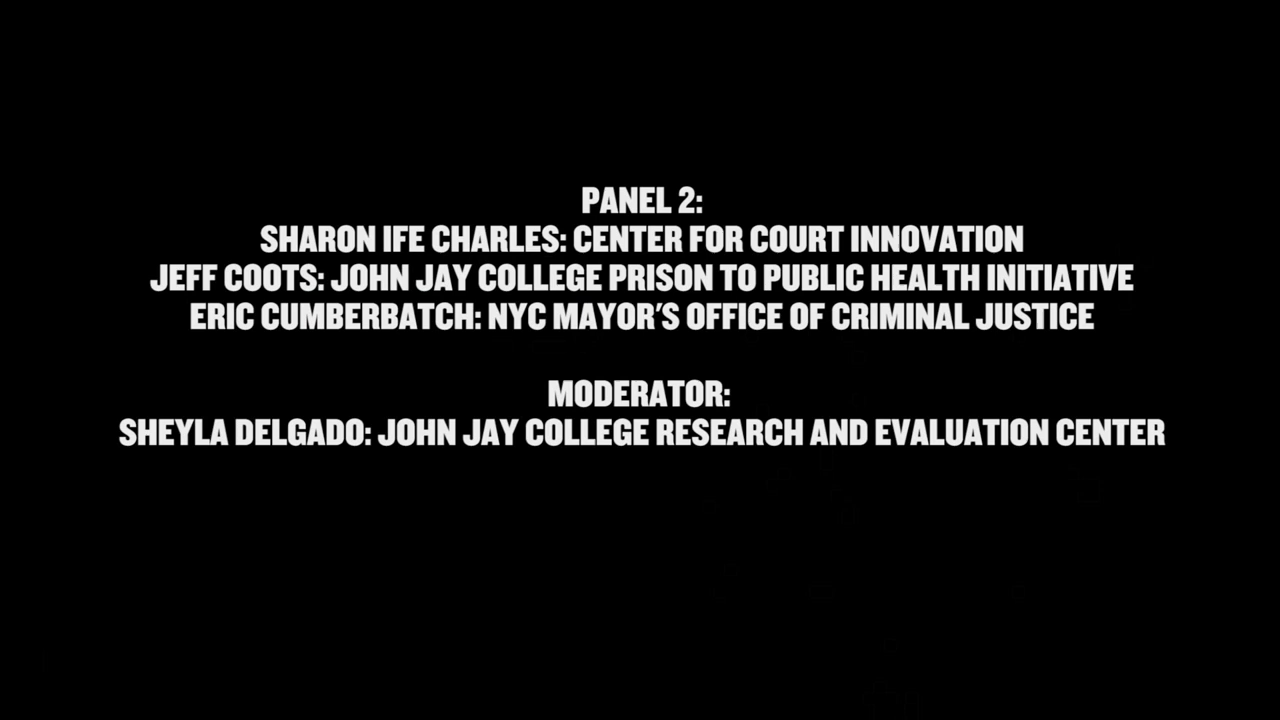 PANEL 2:
SHARON IFE CHARLES: CENTER FOR COURT INNOVATION
JEFF COOTS: JOHN JAY COLLEGE PRISON TO PUBLIC HEALTH INITIATIVE
ERIC CUMBERBATCH: NYC MAYOR'S OFFICE OF CRIMINAL JUSTICE
MODERATOR:
SHEYLA DELGADO: JOHN JAY COLLEGE RESEARCH AND EVALUATION CENTER